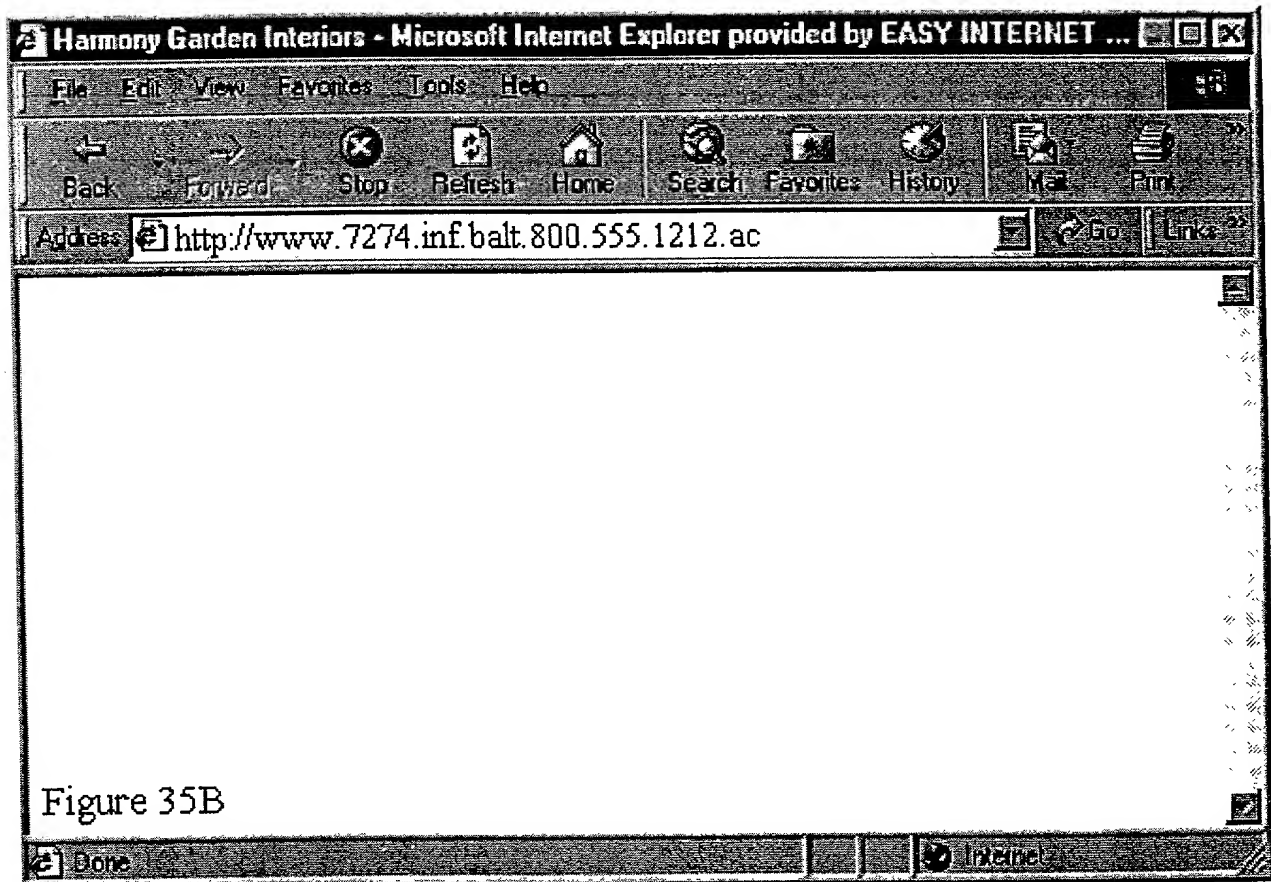 Harmony Garden Interiors - Microsoft Internet Explorer provided by EASY INTERNET ...
File Edit View Favorites Tools Help
Back Forward Stop Refresh Home Search Favorites History Mail Print
Address http://www.7274.inf.balt.800.555.1212.ac Go Links
Figure 35B
Done Internet